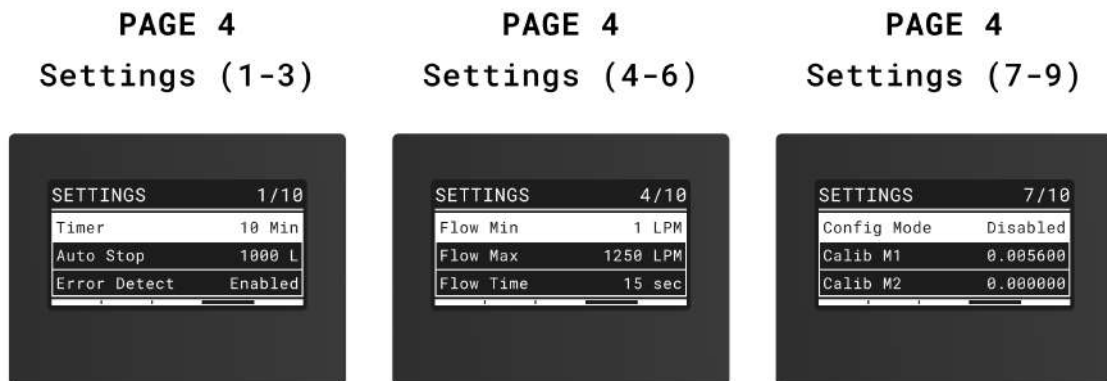 PAGE 4
Settings (1-3)
SETTINGS 1/10
Timer 10 Min
Auto Stop 1000 L
Error Detect Enabled
PAGE 4
Settings (4-6)
SETTINGS 4/10
Flow Min 1 LPM
Flow Max 1250 LPM
Flow Time 15 sec
PAGE 4
Settings (7-9)
SETTINGS 7/10
Config Mode Disabled
Calib M1 0.005600
Calib M2 0.000000